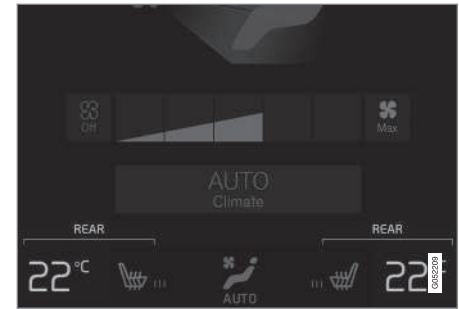 Off
Max
AUTO
Climate
REAR REAR
22°C 22°
AUTO
G052209